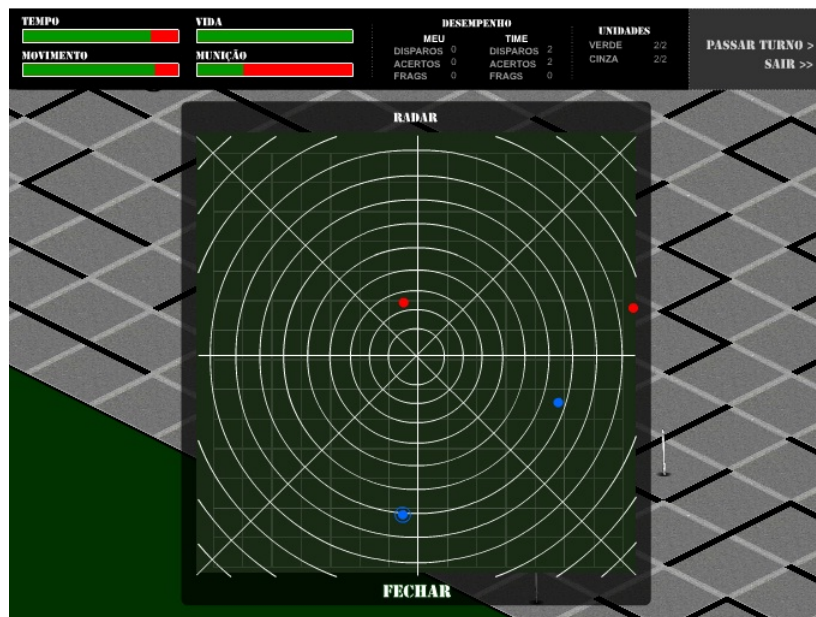 TEMPO
VIDA
MOVIMENTO
MUNIÇÃO
DESEMPENHO
MEU TIME
DISPAROS 0 DISPAROS 2
ACERTOS 0 ACERTOS 2
FRAGS 0 FRAGS 0
UNIDADES
VERDE 2/2
CINZA 2/2
PASSAR TURNO >
SAIR >>
RADAR
FECHAR